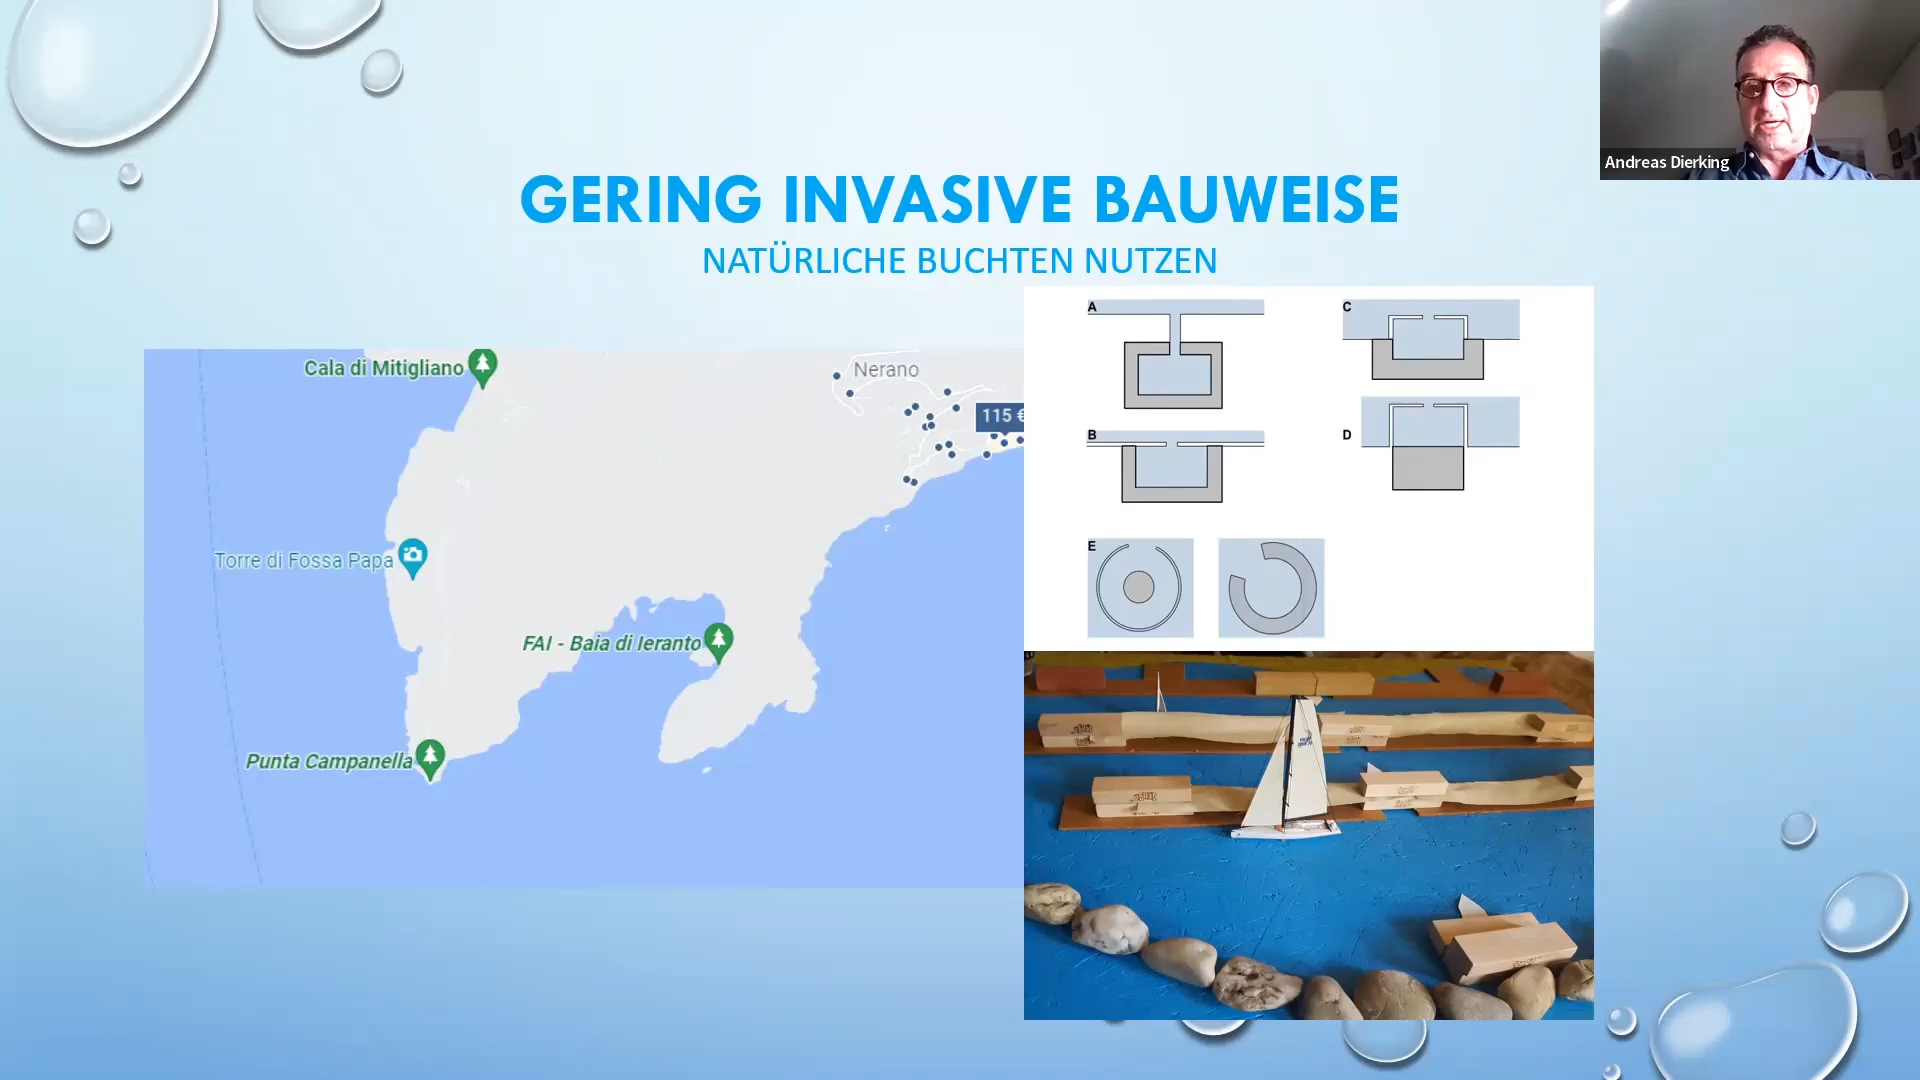 Andreas Dierking
GERING INVASIVE BAUWEISE
NATÜRLICHE BUCHTEN NUTZEN
Cala di Mitigliano
Nerano
115 €
Torre di Fossa Papa
FAI - Baia di Ieranto
Punta Campanella
A
C
B
D
E